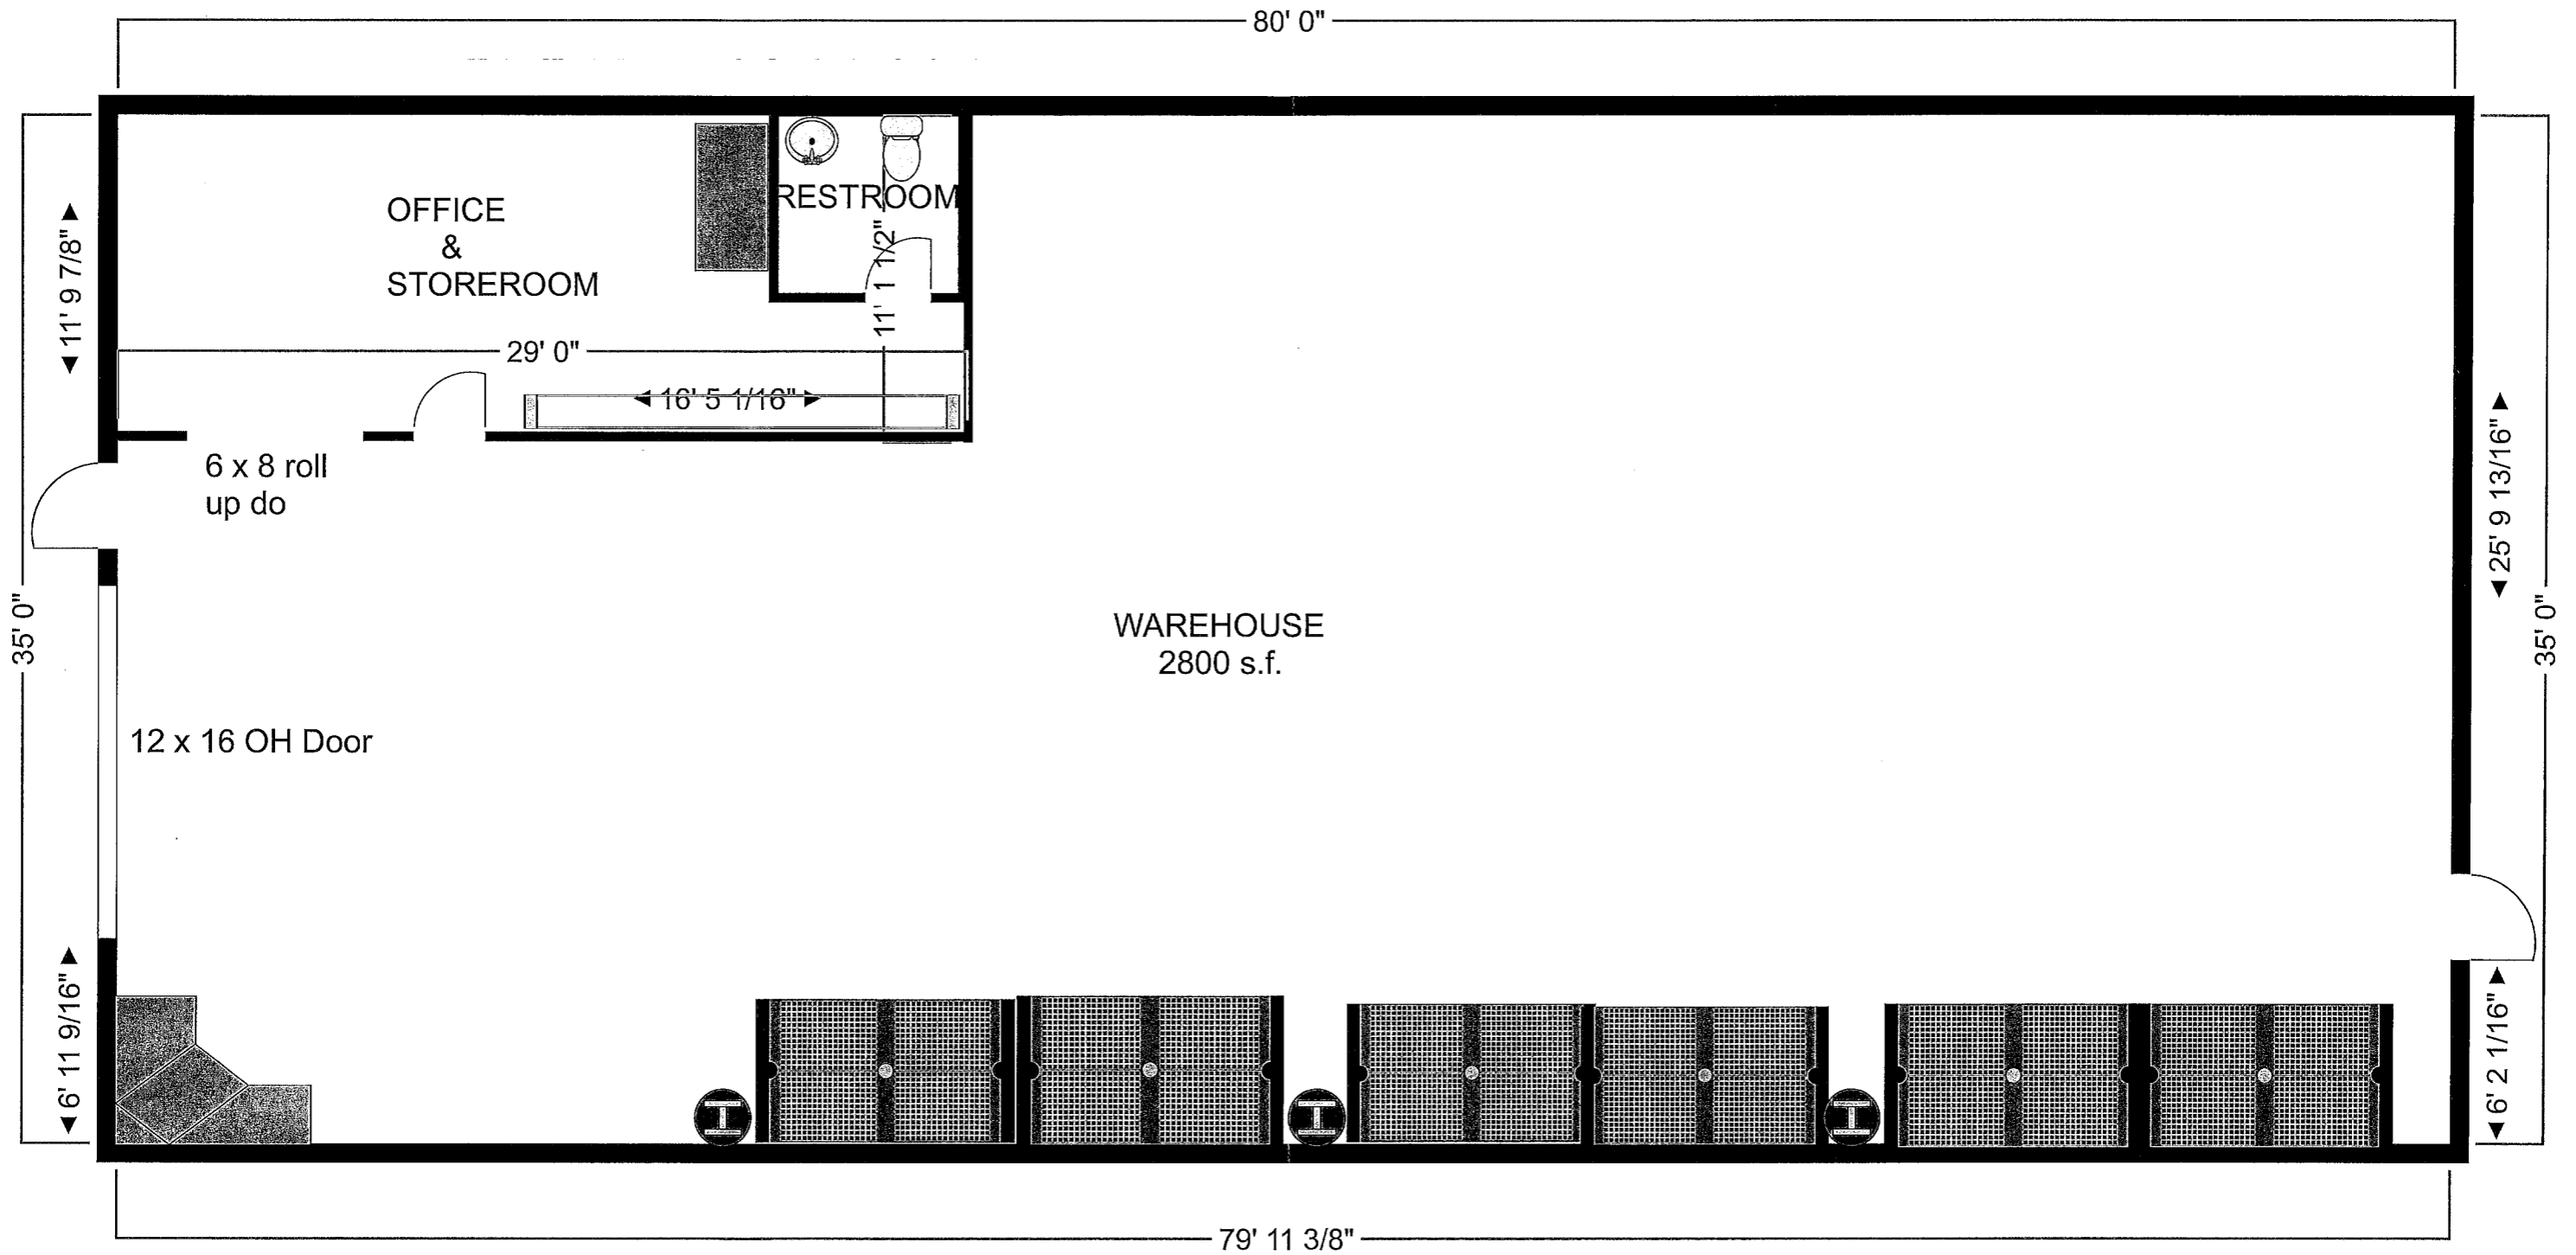 80' 0"
OFFICE
&
STOREROOM
RESTROOM
11' 9 7/8"
11' 1 1/2"
29' 0"
16' 5 1/16"
6 x 8 roll
up do
25' 9 13/16"
35' 0"
35' 0"
WAREHOUSE
2800 s.f.
12 x 16 OH Door
6' 11 9/16"
6' 2 1/16"
79' 11 3/8"